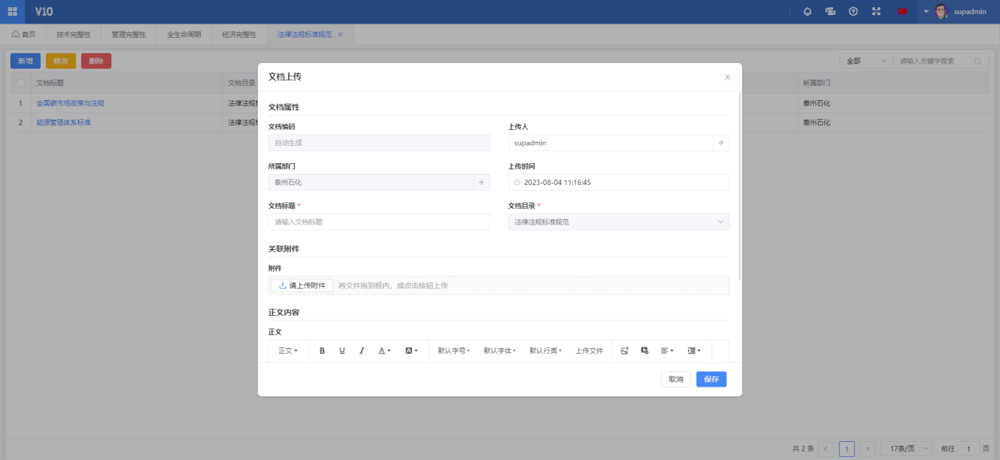 V10
supadmin
首页 技术完整性 管理完整性 全生命周期 经济完整性 法律法规标准规范
新增 修改 删除 全部 请输入关键字搜索
文档标题 文档目录 所属部门
1 全国碳市场政策与法规 法律法规 泰州石化
2 能源管理体系标准 法律法规 泰州石化
文档上传
文档属性
文档编码 上传人
自动生成 supadmin
所属部门 上传时间
泰州石化 2023-08-04 11:16:45
文档标题 * 文档目录 *
请输入文档标题 法律法规标准规范
关联附件
附件
请上传附件 将文件拖到框内，或点击按钮上传
正文内容
正文
正文 B U I A A 默认字号 默认字体 默认行高 上传文件
取消 保存
共 2 条 1 17条/页 前往 1 页